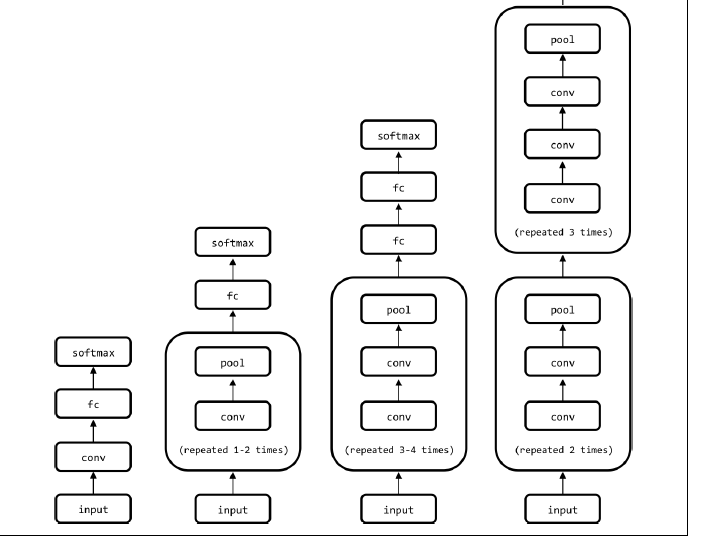 softmax
fc
conv
input
softmax
fc
pool
conv
(repeated 1-2 times)
input
softmax
fc
fc
pool
conv
conv
(repeated 3-4 times)
input
pool
conv
conv
conv
(repeated 3 times)
pool
conv
conv
(repeated 2 times)
input